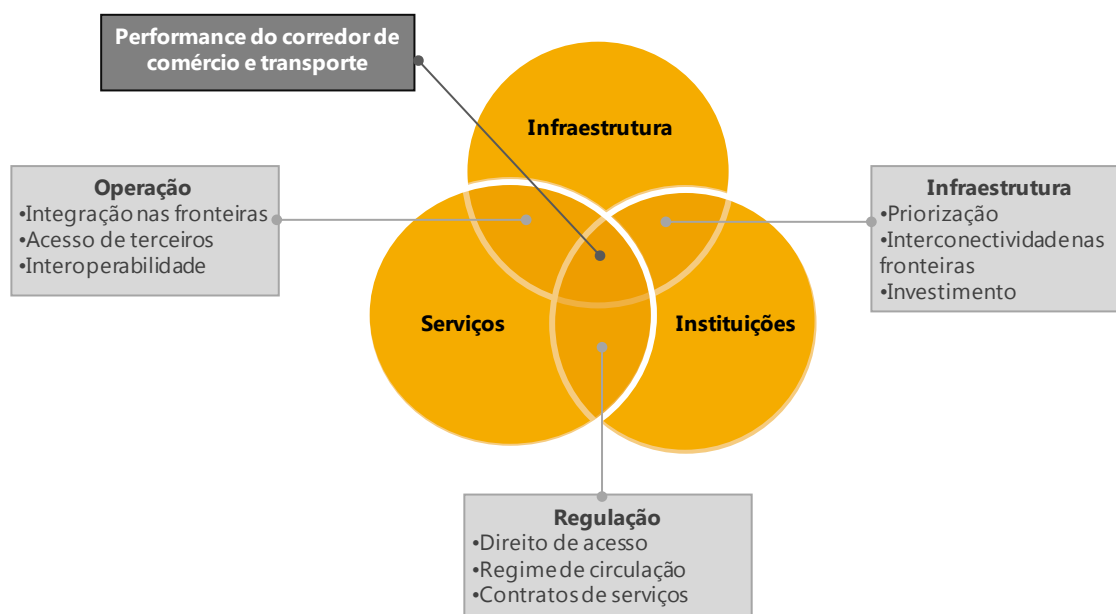 Performance do corredor de
comércio e transporte
Infraestrutura
Operação
•Integração nas fronteiras
•Acesso de terceiros
•Interoperabilidade
Infraestrutura
•Priorização
•Interconectividade nas
fronteiras
•Investimento
Serviços
Instituições
Regulação
•Direito de acesso
•Regime de circulação
•Contratos de serviços